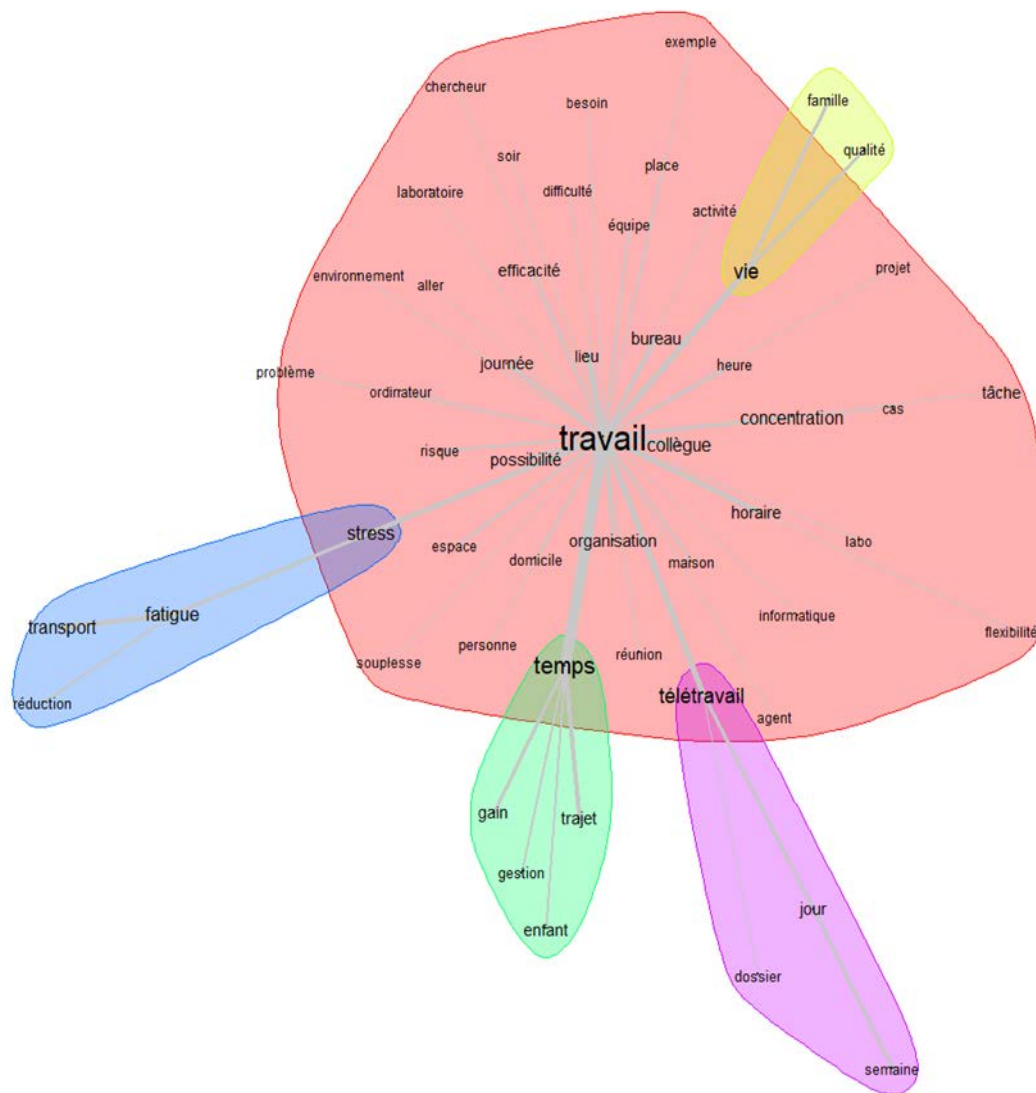 exemple
chercheur
famille
besoin
qualité
soir
place
difficulté
laboratoire
activité
équipe
efficacité
vie
projet
environnement
aller
bureau
lieu
journée
heure
problème
ordinrateur
tâche
cas
concentration
travail
collègue
risque
possibilité
horaire
stress
organisation
labo
espace
domicile
maison
fatigue
informatique
transport
flexibilité
personne
réunion
souplesse
temps
télétravail
réduction
agent
gain
trajet
gestion
jour
enfant
dossier
semaine